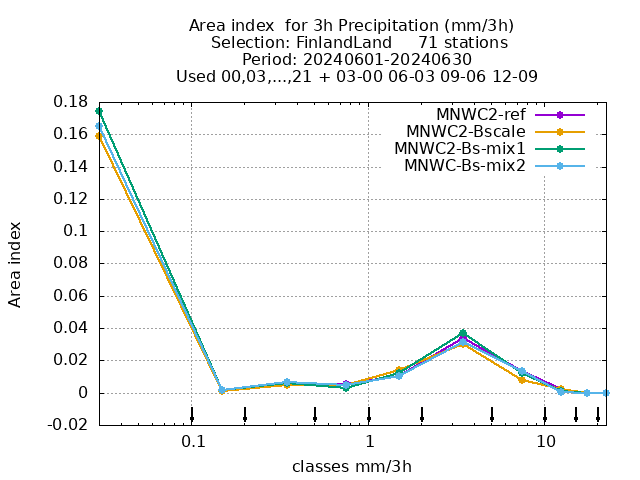 Area index  for 3h Precipitation (mm/3h)
Selection: FinlandLand     71 stations
Period: 20240601-20240630
Used 00,03,...,21 + 03-00 06-03 09-06 12-09
MNWC2-ref
MNWC2-Bscale
MNWC2-Bs-mix1
MNWC-Bs-mix2
0.18
0.16
0.14
0.12
0.1
0.08
0.06
0.04
0.02
0
-0.02
Area index
0.1 1 10
classes mm/3h